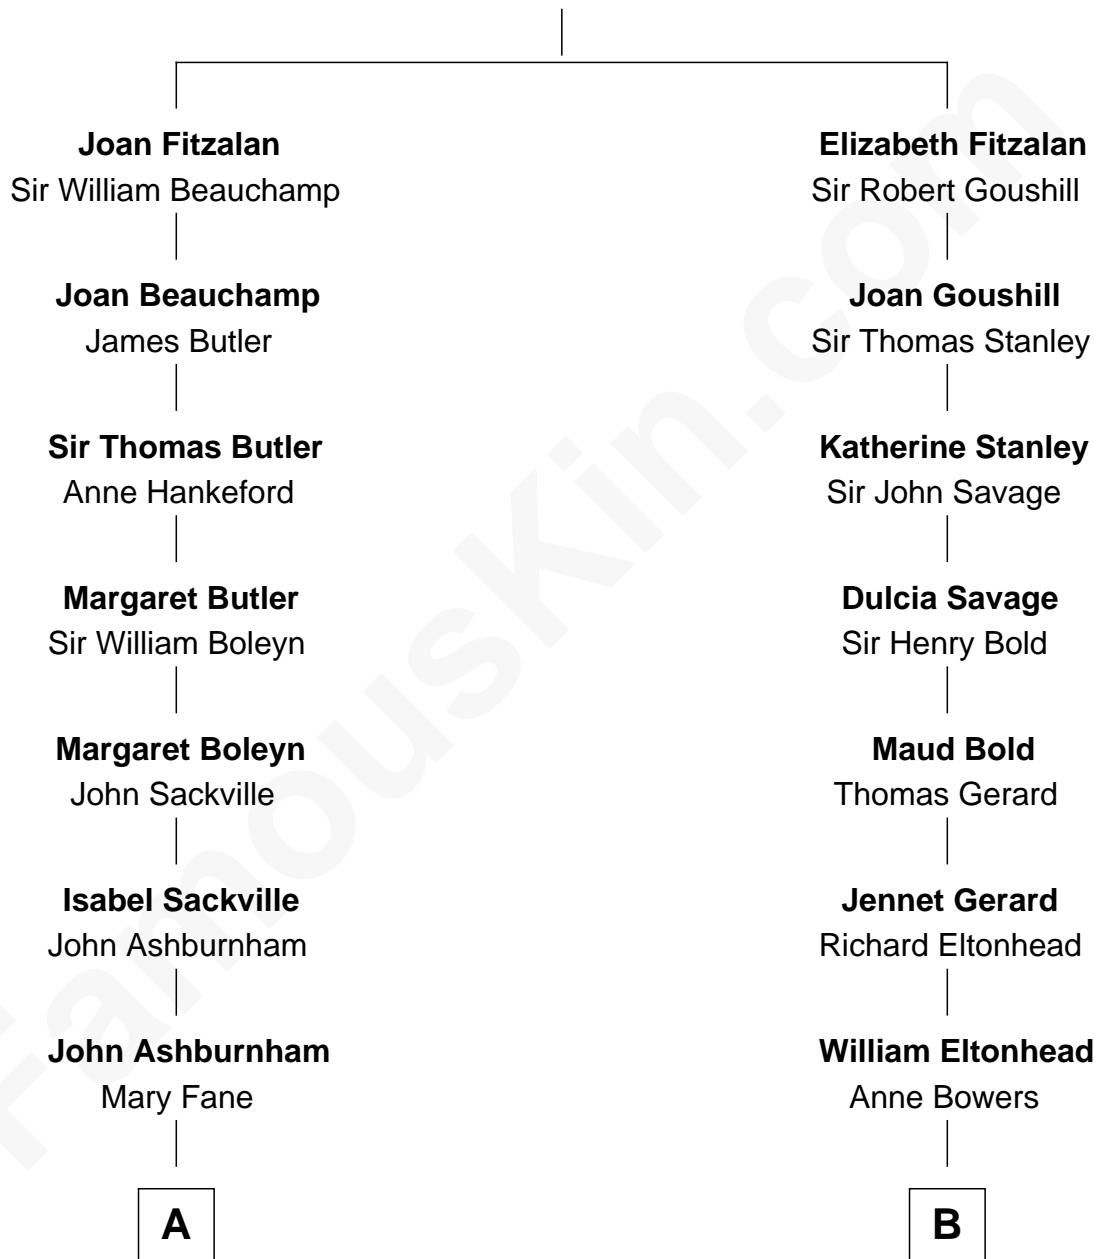 Joan Fitzalan
Sir William Beauchamp
Joan Beauchamp
James Butler
Sir Thomas Butler
Anne Hankeford
Margaret Butler
Sir William Boleyn
Margaret Boleyn
John Sackville
Isabel Sackville
John Ashburnham
John Ashburnham
Mary Fane
A
Elizabeth Fitzalan
Sir Robert Goushill
Joan Goushill
Sir Thomas Stanley
Katherine Stanley
Sir John Savage
Dulcia Savage
Sir Henry Bold
Maud Bold
Thomas Gerard
Jennet Gerard
Richard Eltonhead
William Eltonhead
Anne Bowers
B
FamousKin.com